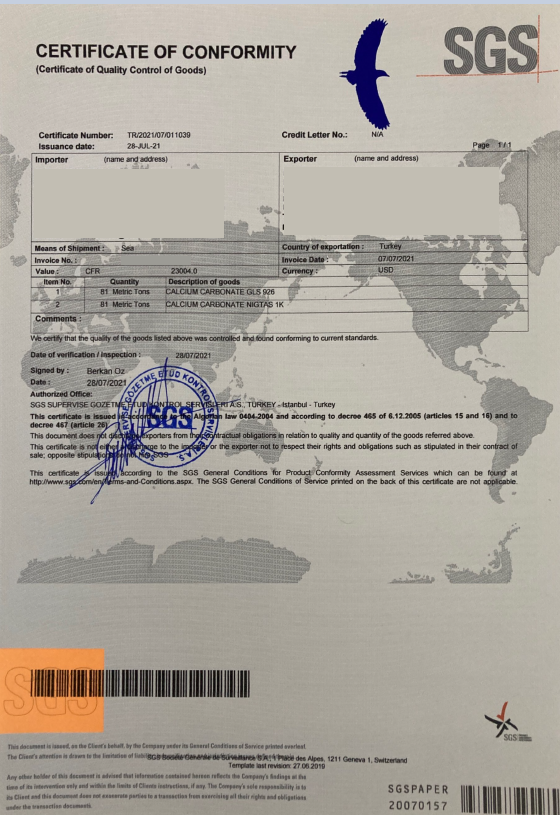 CERTIFICATE OF CONFORMITY
(Certificate of Quality Control of Goods)
SGS
Certificate Number: TR/2021/07/011039 Credit Letter No.: N/A
Issuance date: 28-JUL-21 Page 1 / 1
Importer (name and address) Exporter (name and address)
Means of Shipment : Sea Country of exportation : Turkey
Invoice No. : Invoice Date : 07/07/2021
Value : CFR 23004.0 Currency : USD
Item No. Quantity Description of goods
1 81 Metric Tons CALCIUM CARBONATE GLS 926
2 81 Metric Tons CALCIUM CARBONATE NIGTAS 1K
Comments :
We certify that the quality of the goods listed above was controlled and found conforming to current standards.
Date of verification / inspection : 28/07/2021
Signed by : Berkan Oz
Date : 28/07/2021
Authorized Office:
SGS SUPERVISE GOZETME ETUD KONTROL SERVISLERI A.S., TURKEY -Istanbul - Turkey
This certificate is issued in accordance to the Algerian law 0404-2004 and according to decree 465 of 6.12.2005 (articles 15 and 16) and to
decree 467 (article 26)
This document does not exporters from the contractual obligations in relation to quality and quantity of the goods referred above.
This certificate is not either to the or the exporter not to respect their rights and obligations such as stipulated in their contract of
sale; opposite stipulation SGS
This certificate is issued according to the SGS General Conditions for Product Conformity Assessment Services which can be found at
http://www.sgs.com/en/Terms-and-Conditions.aspx. The SGS General Conditions of Service printed on the back of this certificate are not applicable.
SGS
SGS
SGS
This document is issued, on the Client's behalf, by the Company under its General Conditions of Service printed overleaf.
The Client's attention is drawn to the limitation of liability
SGS Société Générale de Surveillance S.A., 1 Place des Alpes, 1211 Geneva 1, Switzerland
Template last revision: 27.06.2019
Any other holder of this document is advised that information contained hereon reflects the Company's findings at the
time of its intervention only and within the limits of Clients instructions, if any. The Company's sole responsibility is to
its Client and this document does not exonerate parties to a transaction from exercising all their rights and obligations
under the transaction documents.
SGSPAPER
20070157